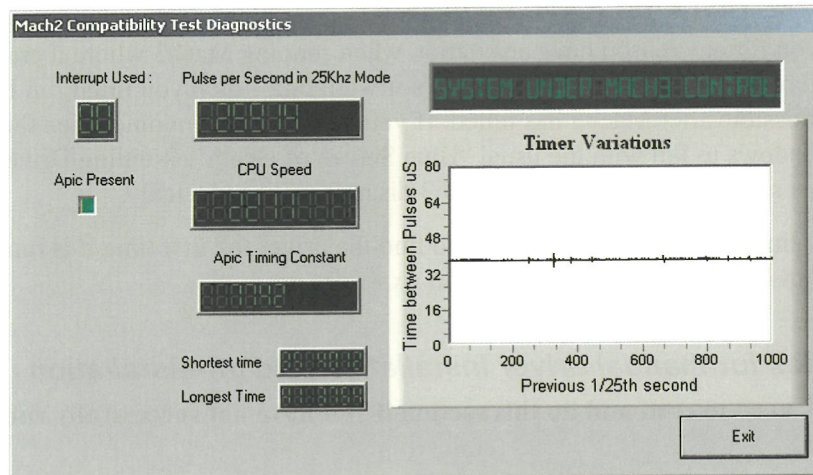 Mach2 Compatibility Test Diagnostics
Interrupt Used :
Pulse per Second in 25Khz Mode
SYSTEM UNDER MACH3 CONTROL
Timer Variations
Apic Present
CPU Speed
Apic Timing Constant
Shortest time
Longest Time
Time between Pulses uS
80
64
48
32
16
0
0
200
400
600
800
1000
Previous 1/25th second
Exit